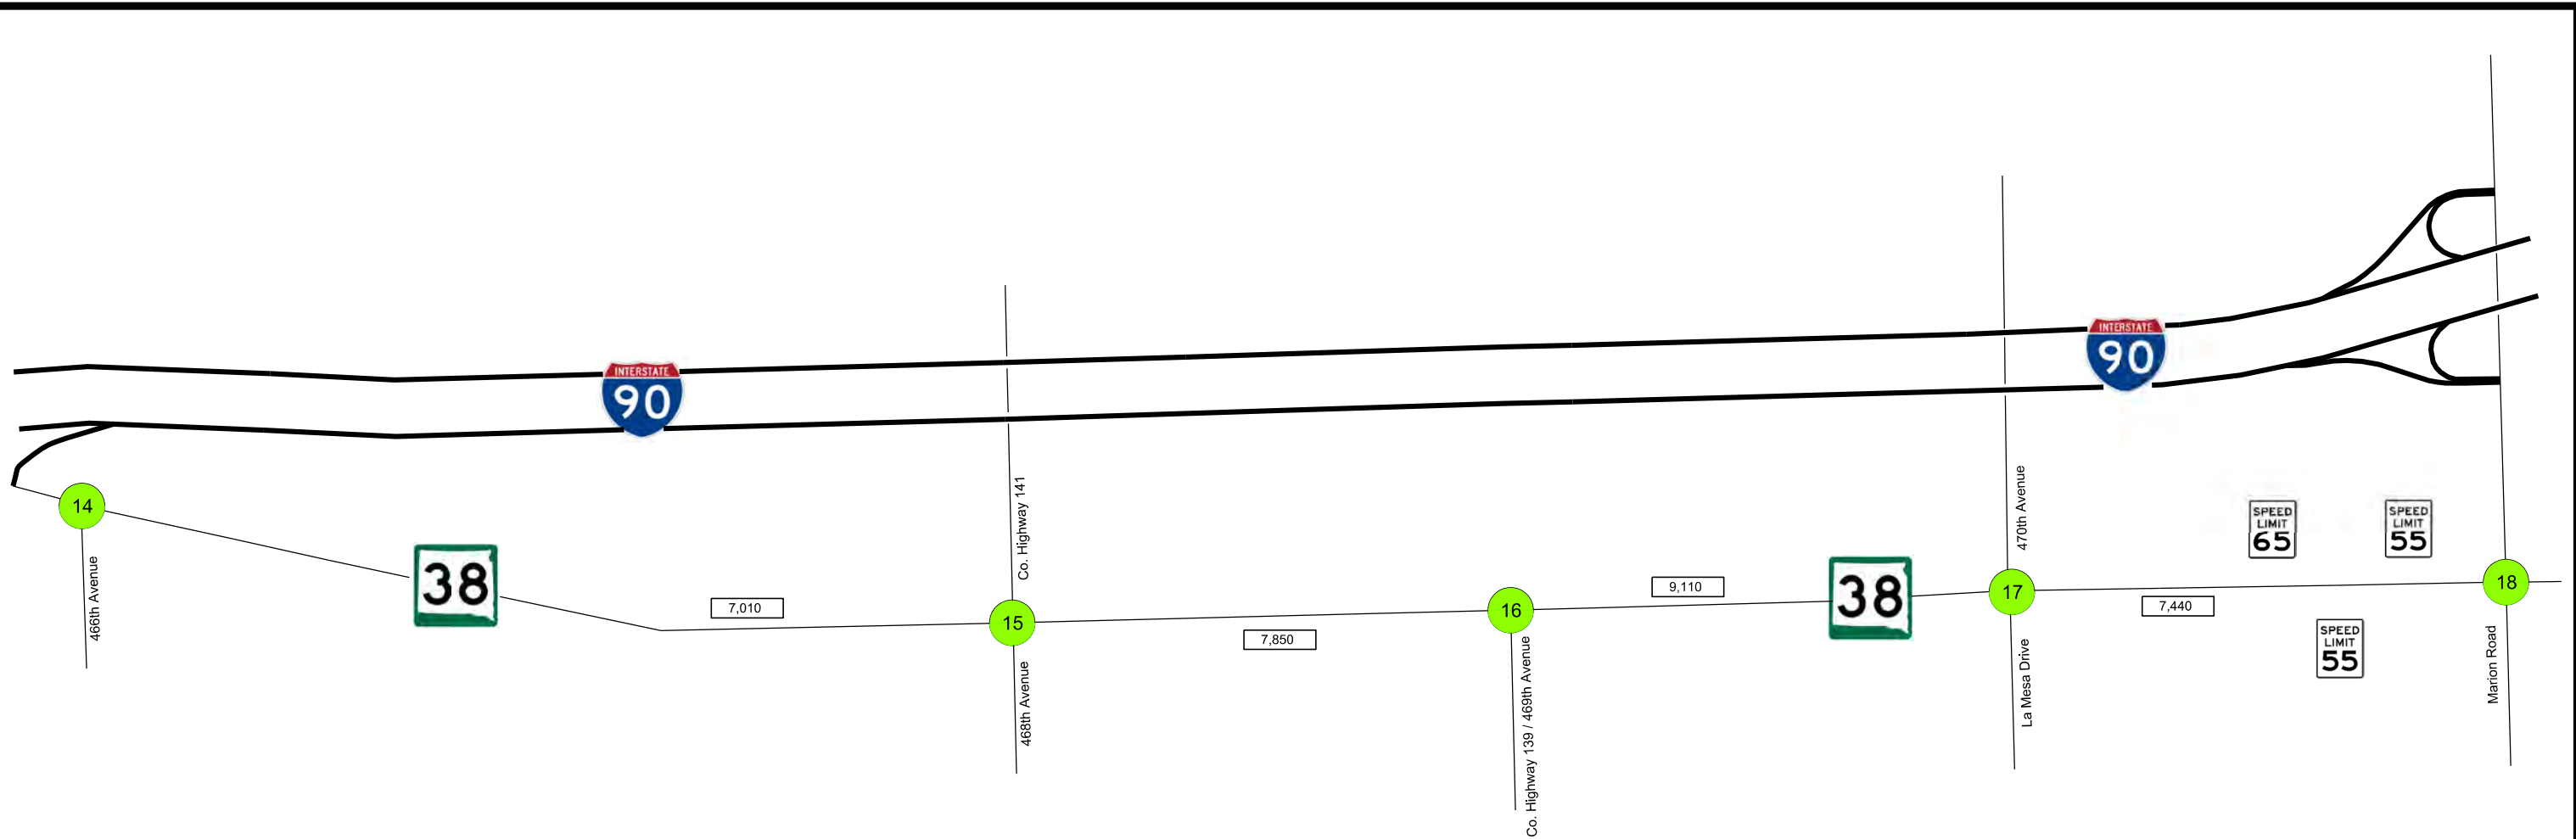 INTERSTATE
90
INTERSTATE
90
14
466th Avenue
38
7,010
Co. Highway 141
15
468th Avenue
7,850
16
Co. Highway 139 / 469th Avenue
9,110
38
470th Avenue
17
La Mesa Drive
7,440
SPEED
LIMIT
65
SPEED
LIMIT
55
SPEED
LIMIT
55
18
Marion Road